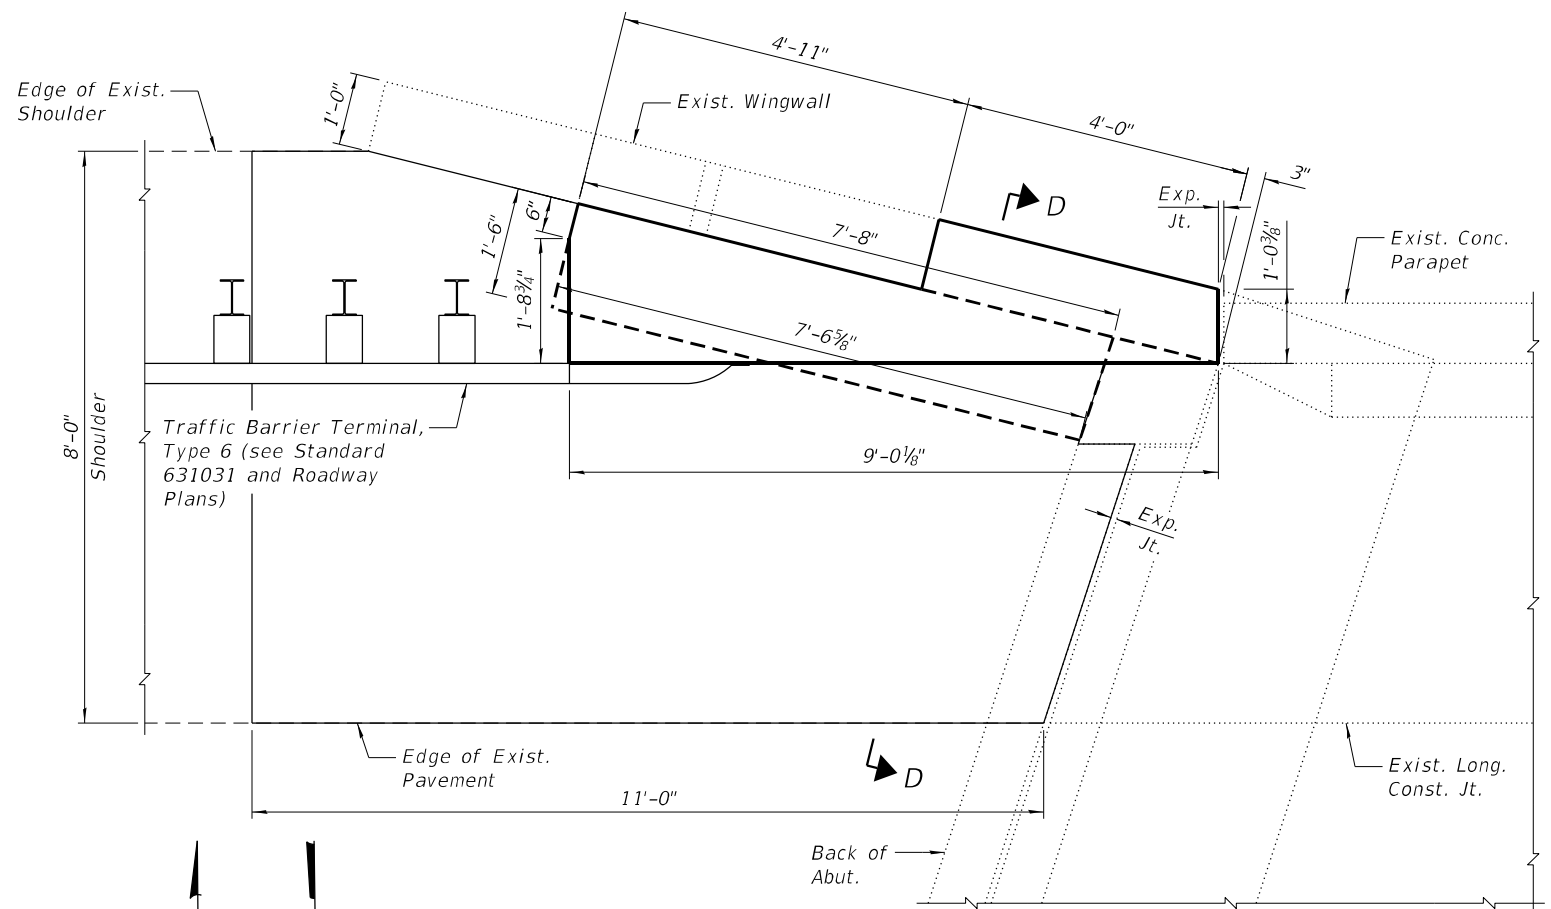 4'-11"
Edge of Exist.
Shoulder
1'-0"
Exist. Wingwall
4'-0"
3"
Exp.
Jt.
D
6"
1'-6"
7'-8"
1'-0⅜"
Exist. Conc.
Parapet
1'-8¾"
7'-6⅝"
8'-0"
Shoulder
Traffic Barrier Terminal,
Type 6 (see Standard
631031 and Roadway
Plans)
9'-0⅛"
Exp.
Jt.
Edge of Exist.
Pavement
D
Exist. Long.
Const. Jt.
11'-0"
Back of
Abut.